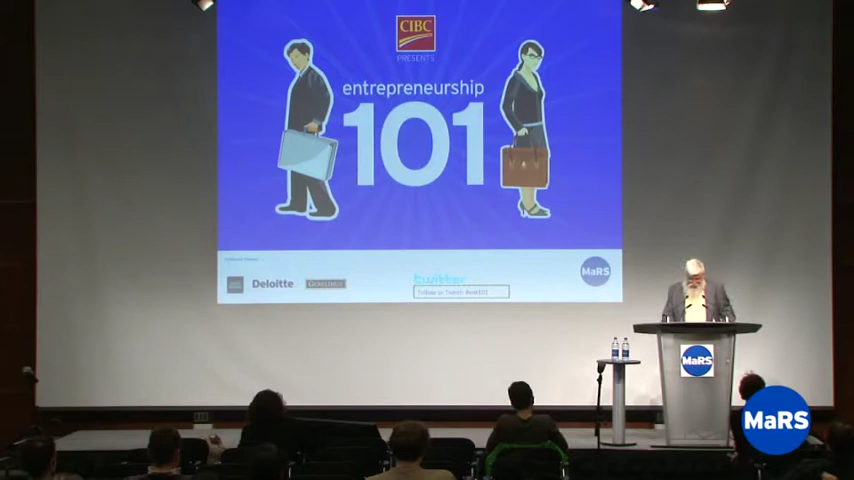 CIBC
PRESENTS
entrepreneurship
101
Deloitte
twitter
MaRS
MaRS
MaRS